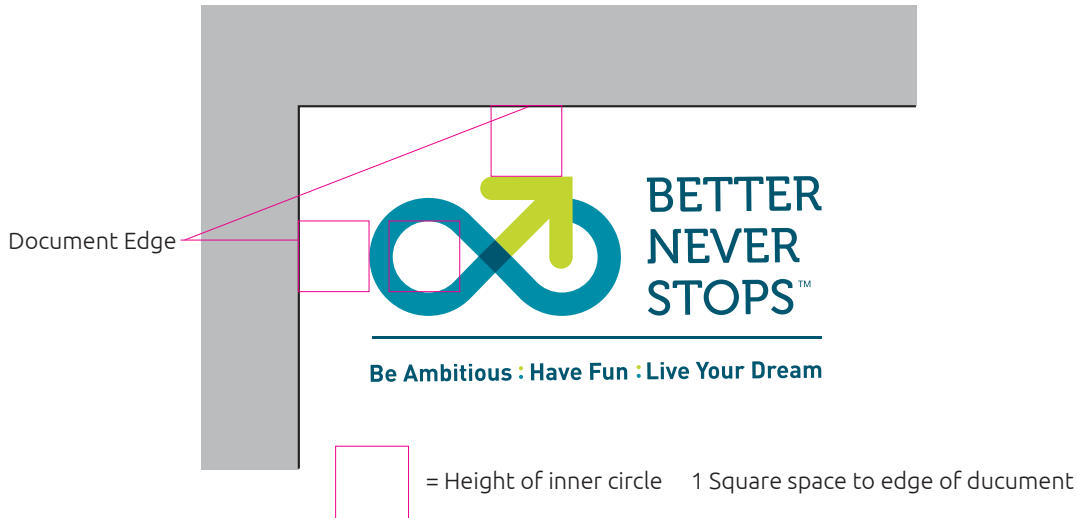 Document Edge
BETTER
NEVER
STOPS™
Be Ambitious : Have Fun : Live Your Dream
= Height of inner circle 1 Square space to edge of ducument